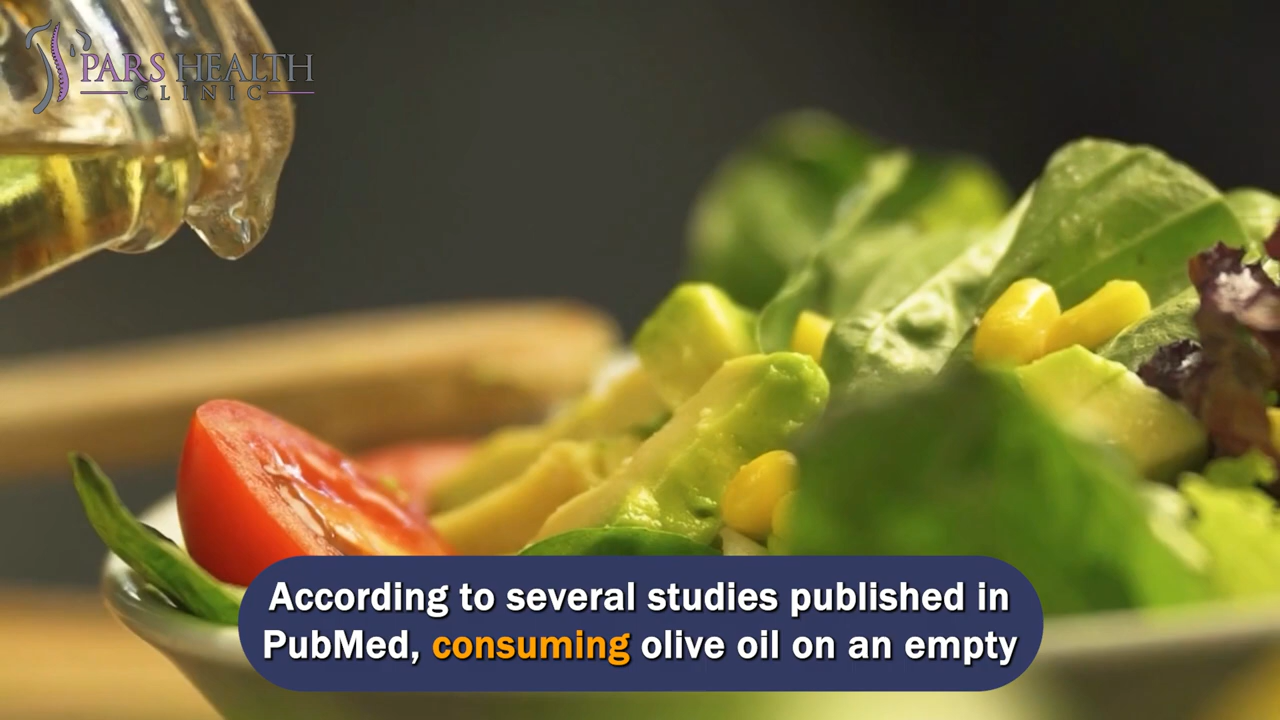 PARS HEALTH
CLINIC
According to several studies published in
PubMed, consuming olive oil on an empty